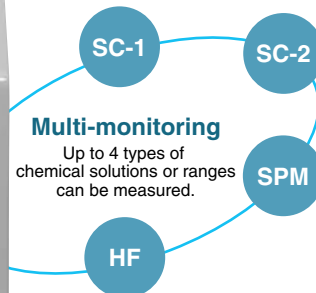 SC-1
SC-2
Multi-monitoring
Up to 4 types of
chemical solutions or ranges
can be measured.
SPM
HF